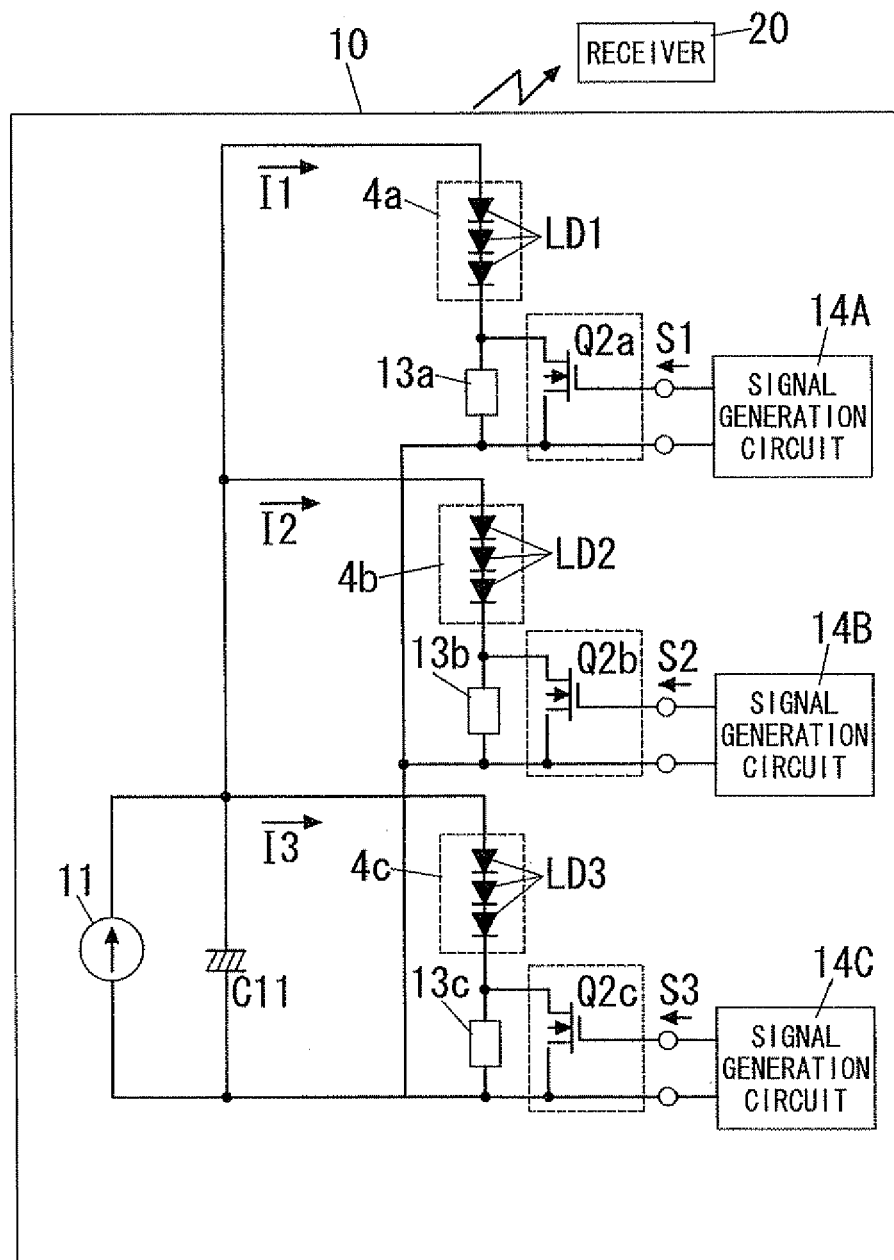 10
RECEIVER
20
I1
4a
LD1
13a
Q2a
S1
14A
SIGNAL
GENERATION
CIRCUIT
I2
4b
LD2
13b
Q2b
S2
14B
SIGNAL
GENERATION
CIRCUIT
I3
4c
LD3
11
C11
13c
Q2c
S3
14C
SIGNAL
GENERATION
CIRCUIT